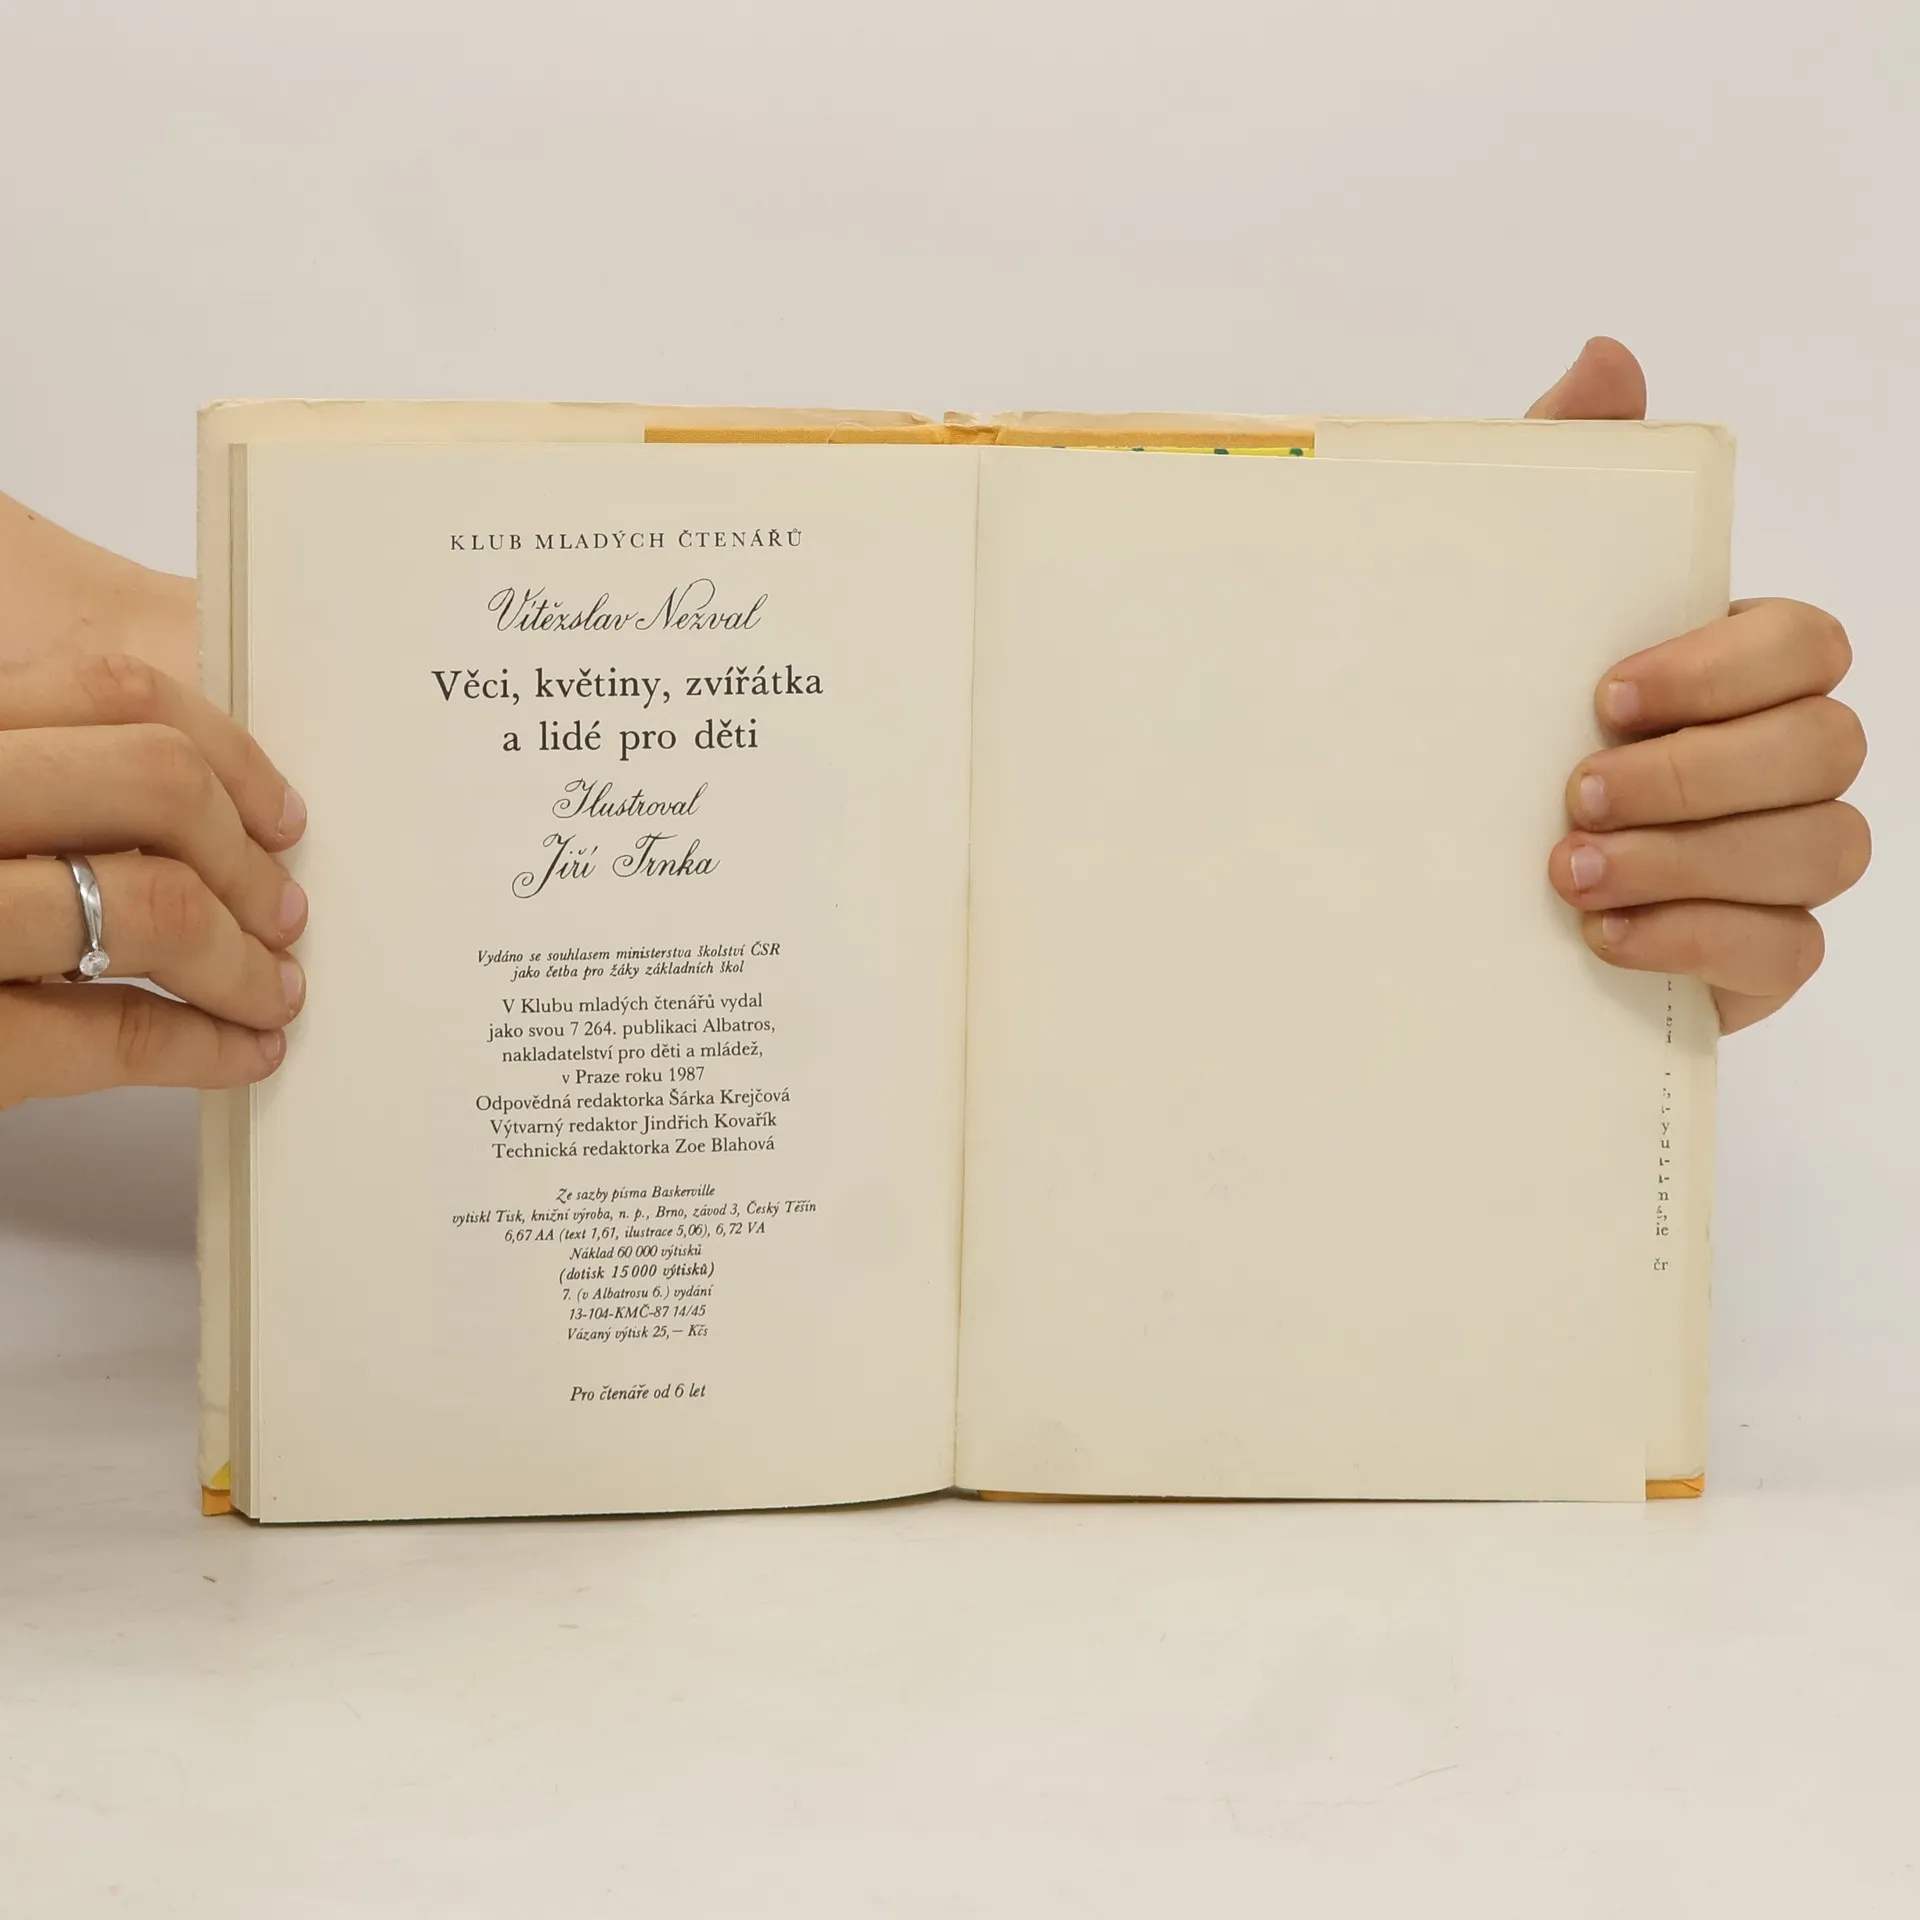 KLUB MLADÝCH ČTENÁŘŮ
Vítězslav Nezval
Věci, květiny, zvířátka
a lidé pro děti
Ilustroval
Jiří Trnka
Vydáno se souhlasem ministerstva školství ČSR
jako četba pro žáky základních škol
V Klubu mladých čtenářů vydal
jako svou 7 264. publikaci Albatros,
nakladatelství pro děti a mládež,
v Praze roku 1987
Odpovědná redaktorka Šárka Krejčová
Výtvarný redaktor Jindřich Kovařík
Technická redaktorka Zoe Blahová
Ze sazby písma Baskerville
vytiskl Tisk, knižní výroba, n. p., Brno, závod 3, Český Těšín
6,67 AA (text 1,61, ilustrace 5,06), 6,72 VA
Náklad 60 000 výtisků
(dotisk 15 000 výtisků)
7. (v Albatrosu 6.) vydání
13-104-KMČ-87 14/45
Vázaný výtisk 25,— Kčs
Pro čtenáře od 6 let